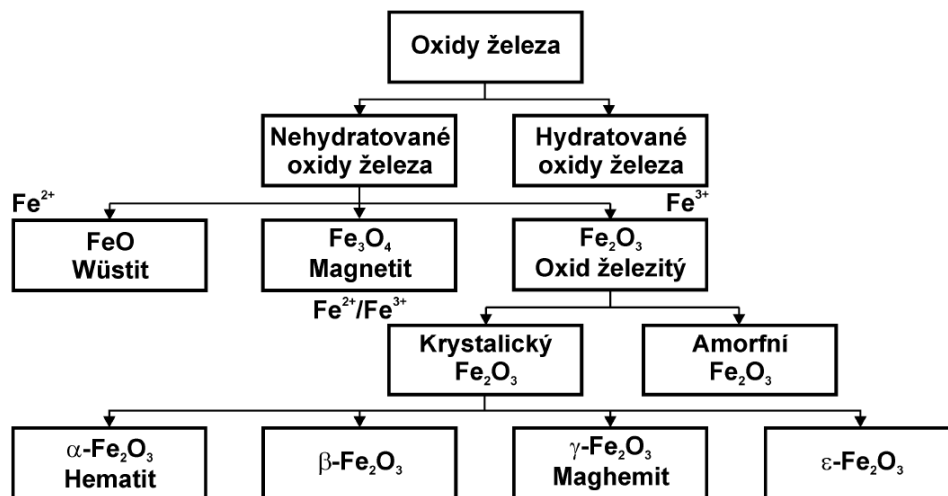 Oxidy železa
Nehydratované
oxidy železa
Hydratované
oxidy železa
Fe²⁺
Fe³⁺
FeO
Wüstit
Fe₃O₄
Magnetit
Fe₂O₃
Oxid železitý
Fe²⁺/Fe³⁺
Krystalický
Fe₂O₃
Amorfní
Fe₂O₃
α-Fe₂O₃
Hematit
β-Fe₂O₃
γ-Fe₂O₃
Maghemit
ε-Fe₂O₃